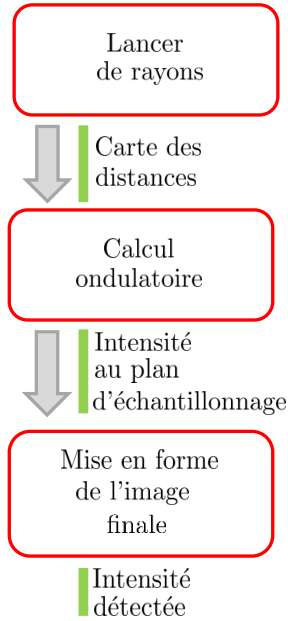 Lancer
de rayons
Carte des
distances
Calcul
ondulatoire
Intensité
au plan
d'échantillonnage
Mise en forme
de l'image
finale
Intensité
détectée